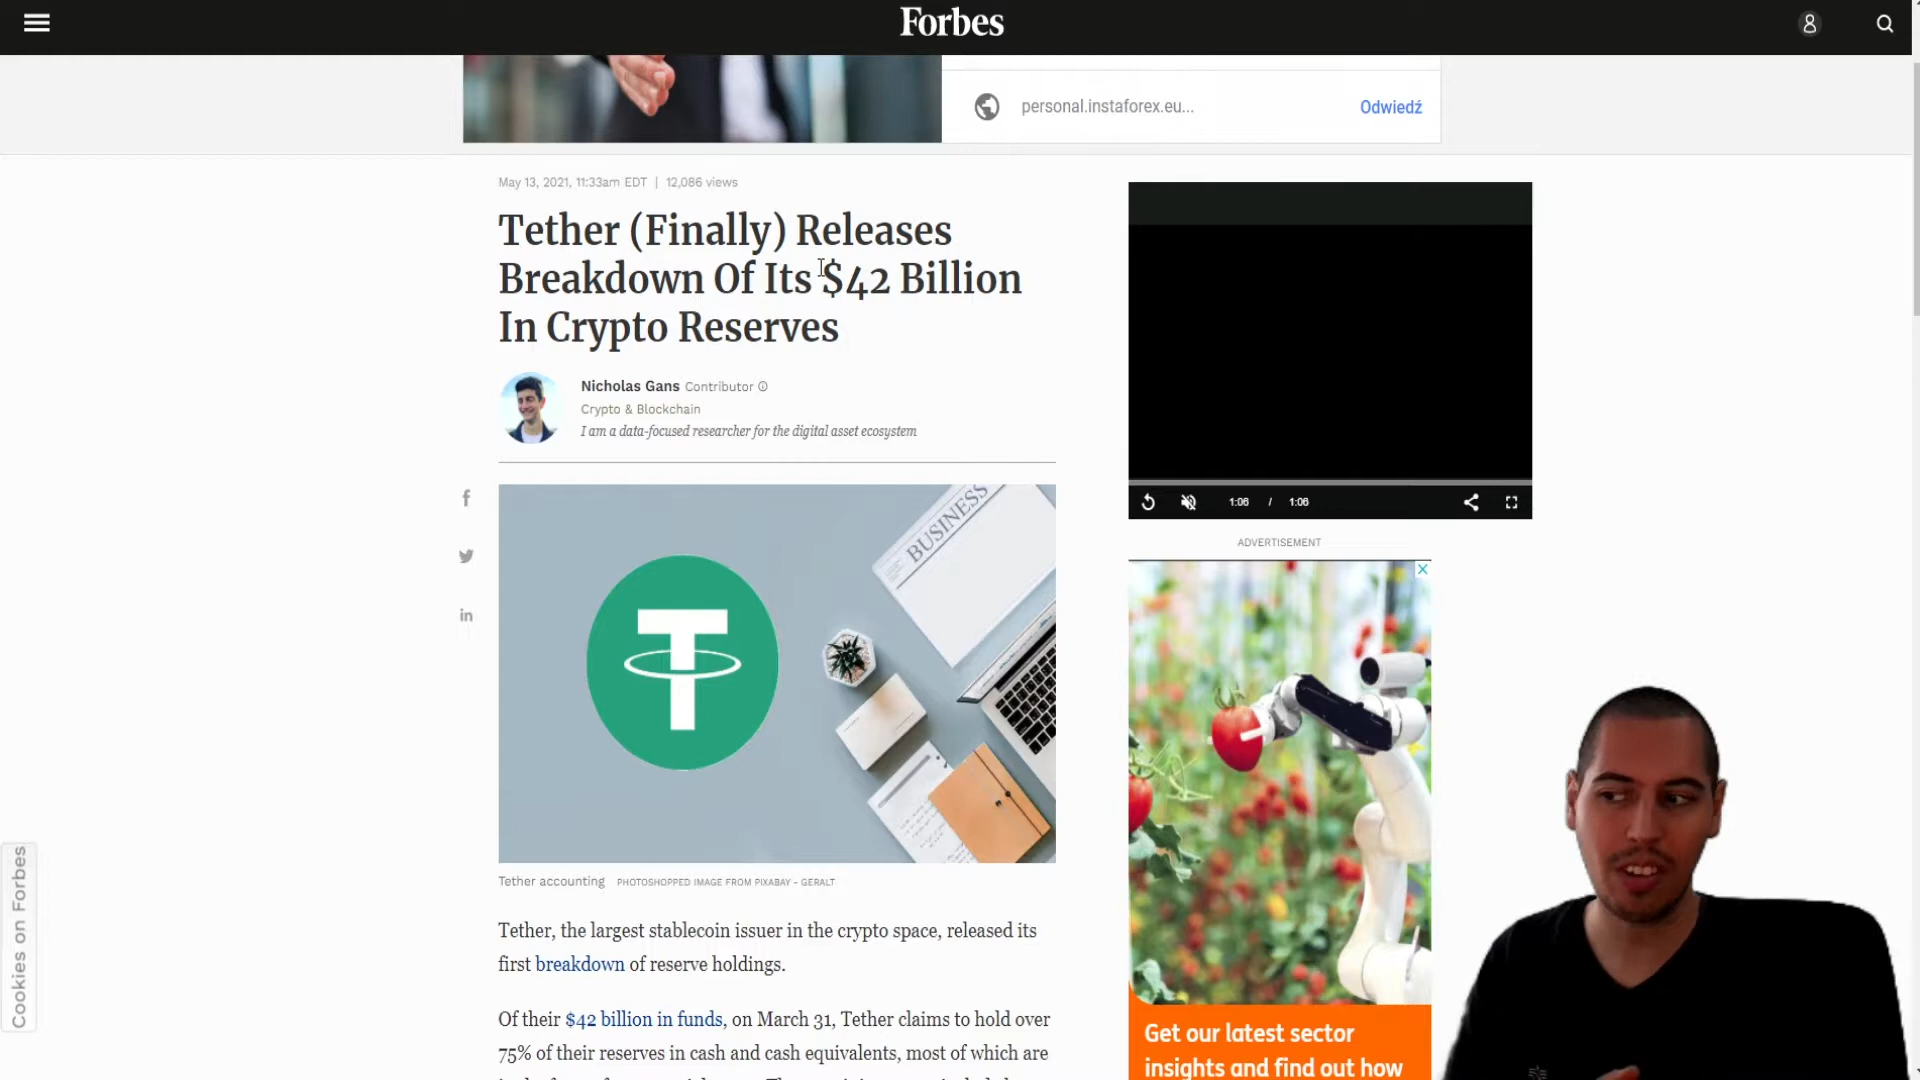 Forbes
personal.instaforex.eu...
Odwiedź
May 13, 2021, 11:33am EDT | 12,086 views
Tether (Finally) Releases
Breakdown Of Its $42 Billion
In Crypto Reserves
Nicholas Gans Contributor
Crypto & Blockchain
I am a data-focused researcher for the digital asset ecosystem
f
in
BUSINESS
T
Tether accounting PHOTOSHOPPED IMAGE FROM PIXABAY - GERALT
Tether, the largest stablecoin issuer in the crypto space, released its
first breakdown of reserve holdings.
Of their $42 billion in funds, on March 31, Tether claims to hold over
75% of their reserves in cash and cash equivalents, most of which are
1:06 / 1:06
ADVERTISEMENT
Get our latest sector
insights and find out how
Cookies on Forbes